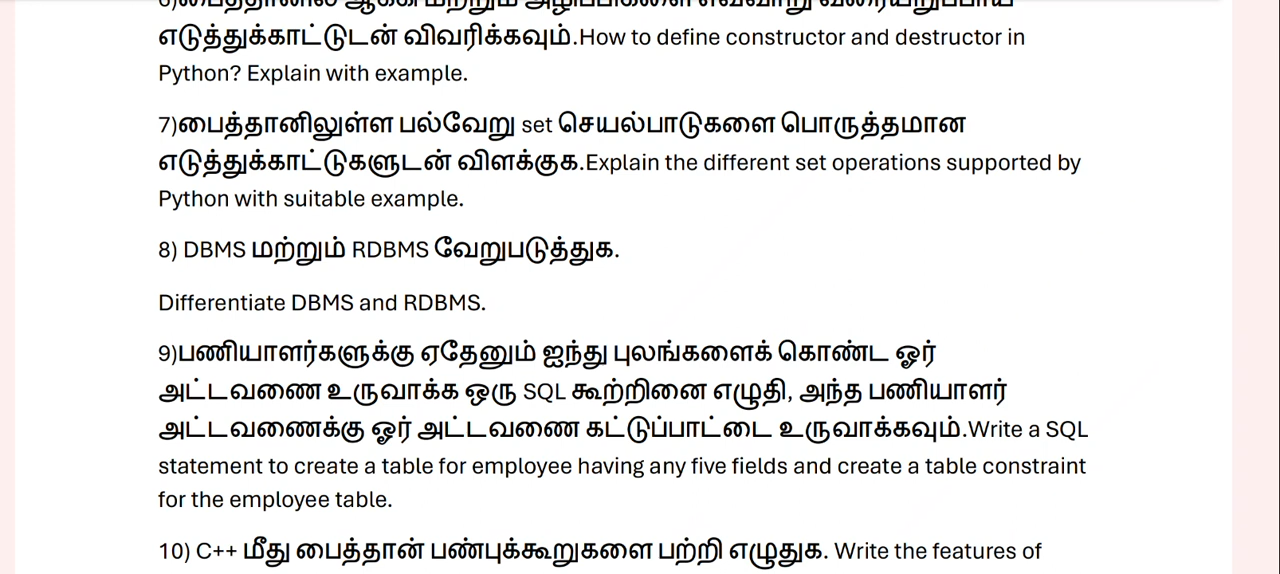 எடுத்துக்காட்டுடன் விவரிக்கவும்.How to define constructor and destructor in
Python? Explain with example.
7)பைத்தானிலுள்ள பல்வேறு set செயல்பாடுகளை பொருத்தமான
எடுத்துக்காட்டுகளுடன் விளக்குக.Explain the different set operations supported by
Python with suitable example.
8) DBMS மற்றும் RDBMS வேறுபடுத்துக.
Differentiate DBMS and RDBMS.
9)பணியாளர்களுக்கு ஏதேனும் ஐந்து புலங்களைக் கொண்ட ஓர்
அட்டவணை உருவாக்க ஒரு SQL கூற்றினை எழுதி, அந்த பணியாளர்
அட்டவணைக்கு ஓர் அட்டவணை கட்டுப்பாட்டை உருவாக்கவும்.Write a SQL
statement to create a table for employee having any five fields and create a table constraint
for the employee table.
10) C++ மீது பைத்தான் பண்புக்கூறுகளை பற்றி எழுதுக. Write the features of